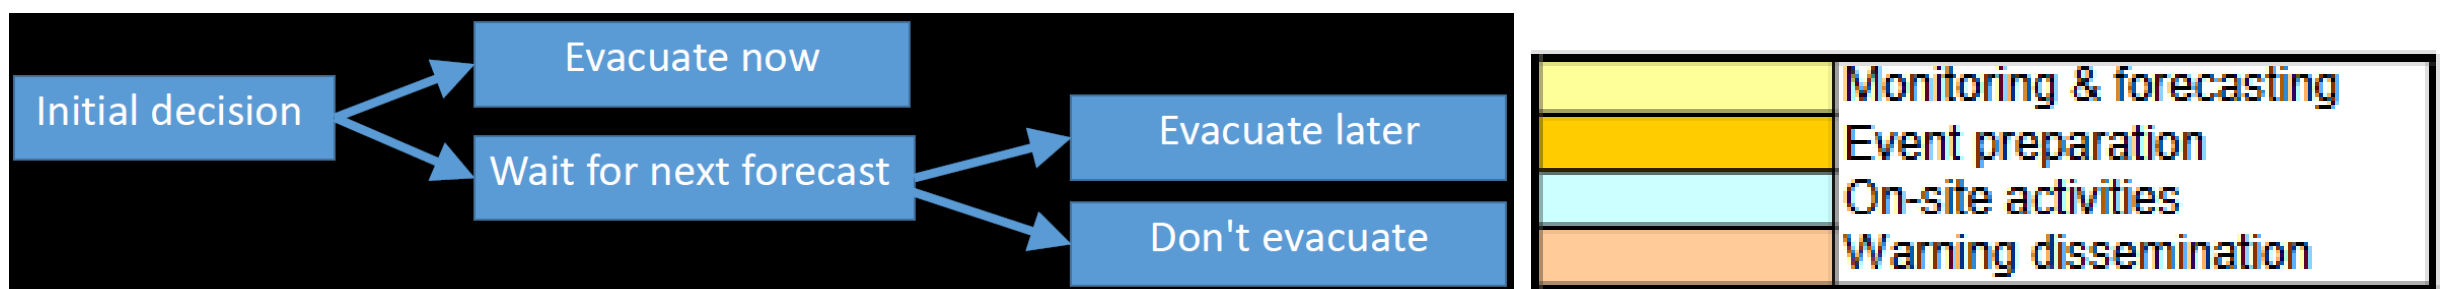 Initial decision
Evacuate now
Wait for next forecast
Evacuate later
Don't evacuate
Monitoring & forecasting
Event preparation
On-site activities
Warning dissemination